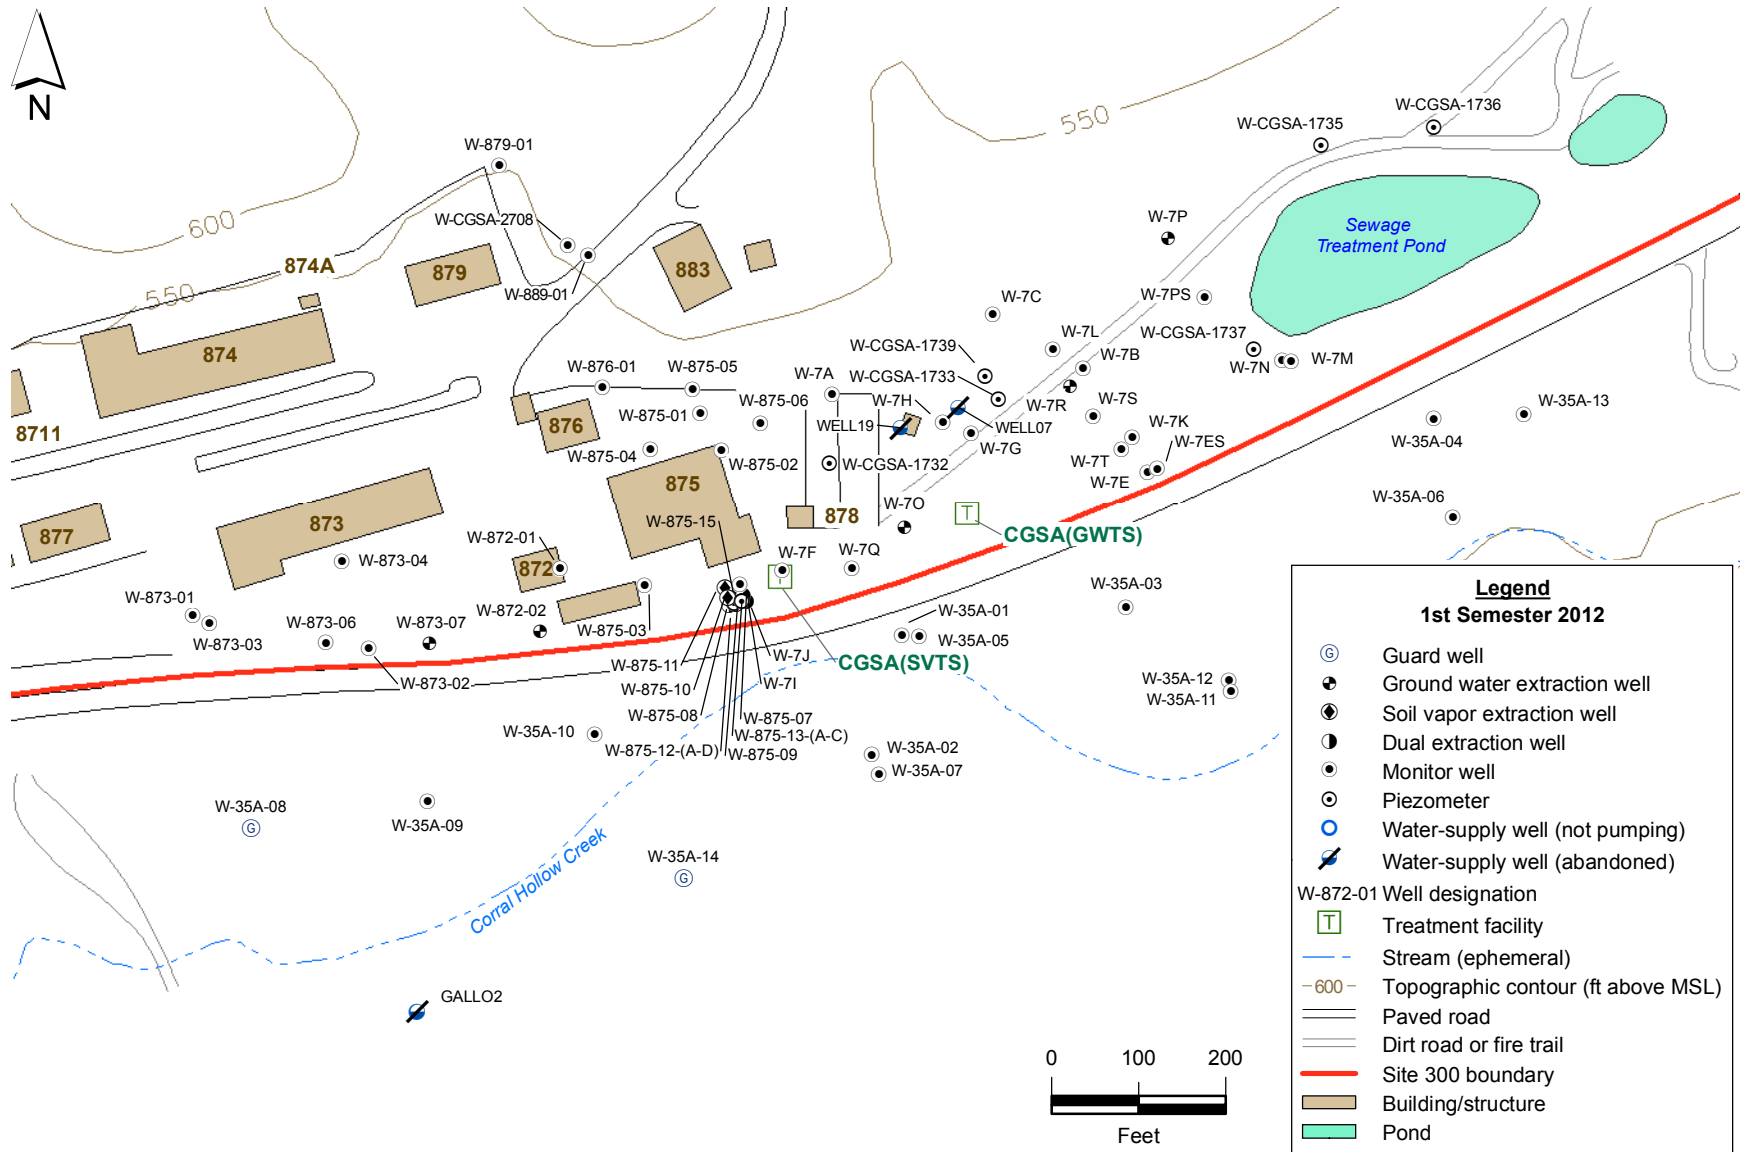 N
550
W-CGSA-1736
W-CGSA-1735
W-879-01
600
W-CGSA-2708
W-7P
Sewage
Treatment Pond
874A
879
883
550
W-889-01
W-7PS
W-7C
W-CGSA-1737
W-7L
874
W-CGSA-1739
W-7B
W-7N
W-7M
W-876-01
W-875-05
W-7A
W-CGSA-1733
W-7H
W-7R
W-7S
W-875-01
W-875-06
W-35A-13
8711
876
WELL19
WELL07
W-7K
W-35A-04
W-7ES
W-875-04
W-875-02
W-CGSA-1732
W-7G
W-7T
W-7E
875
W-35A-06
W-7O
T
873
W-875-15
878
CGSA(GWTS)
877
W-872-01
W-7F
W-7Q
W-873-04
872
T
W-35A-03
W-873-01
W-872-02
W-35A-01
W-873-06
W-873-07
W-875-03
W-35A-05
W-873-03
W-7J
W-875-11
CGSA(SVTS)
W-873-02
W-7I
W-35A-12
W-875-10
W-35A-11
W-875-08
W-875-07
W-35A-10
W-875-13-(A-C)
W-875-12-(A-D)
W-875-09
W-35A-02
W-35A-07
W-35A-08
G
W-35A-09
W-35A-14
G
Corral Hollow Creek
GALLO2
0 100 200
Feet
Legend
1st Semester 2012
G Guard well
Ground water extraction well
Soil vapor extraction well
Dual extraction well
Monitor well
Piezometer
Water-supply well (not pumping)
Water-supply well (abandoned)
W-872-01 Well designation
T Treatment facility
Stream (ephemeral)
600 Topographic contour (ft above MSL)
Paved road
Dirt road or fire trail
Site 300 boundary
Building/structure
Pond